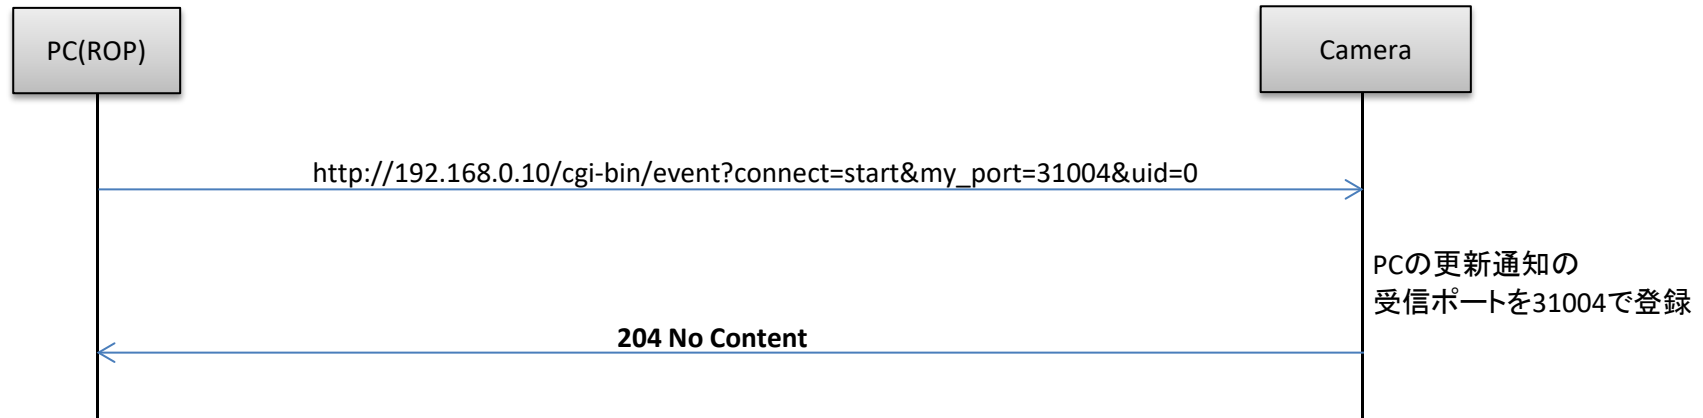 PC(ROP)
Camera
http://192.168.0.10/cgi-bin/event?connect=start&my_port=31004&uid=0
PCの更新通知の
受信ポートを31004で登録
204 No Content